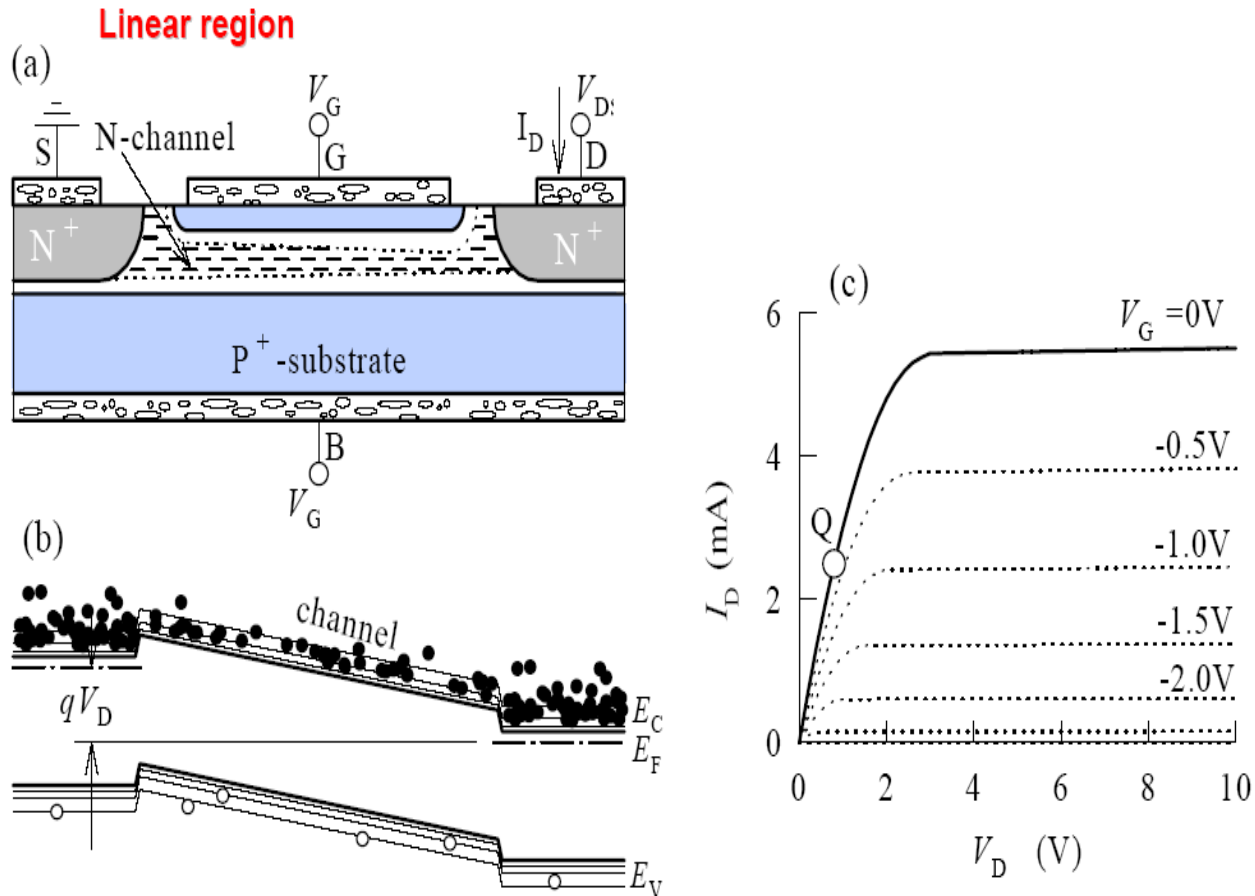 Linear region
(a)
V_G
V_DS
I_D
N-channel
S
G
D
N⁺
N⁺
P⁺-substrate
B
V_G
(b)
channel
qV_D
E_C
E_F
E_V
(c)
6
V_G =0V
-0.5V
4
Q
-1.0V
2
-1.5V
-2.0V
0
0 2 4 6 8 10
I_D (mA)
V_D (V)